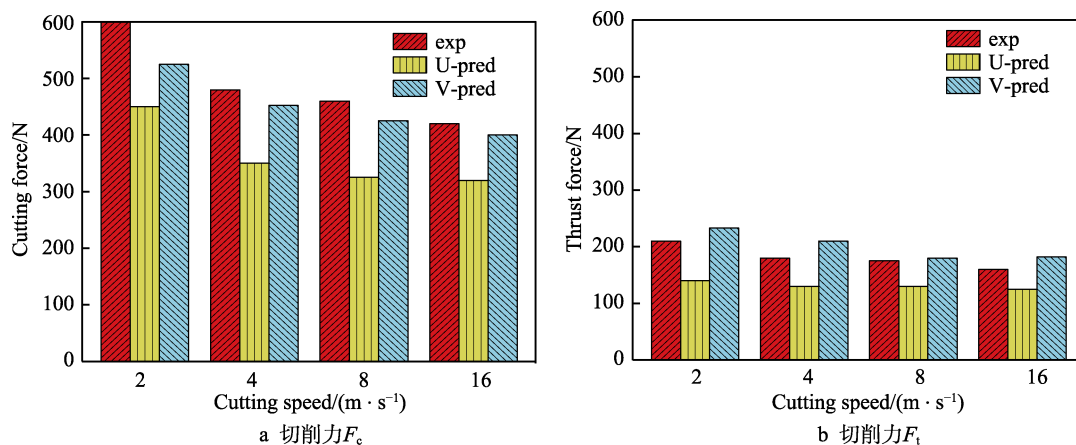 600
500
400
300
200
100
0
Cutting force/N
exp
U-pred
V-pred
2 4 8 16
Cutting speed/(m · s⁻¹)
a 切削力Fc
600
500
400
300
200
100
0
Thrust force/N
exp
U-pred
V-pred
2 4 8 16
Cutting speed/(m · s⁻¹)
b 切削力Ft